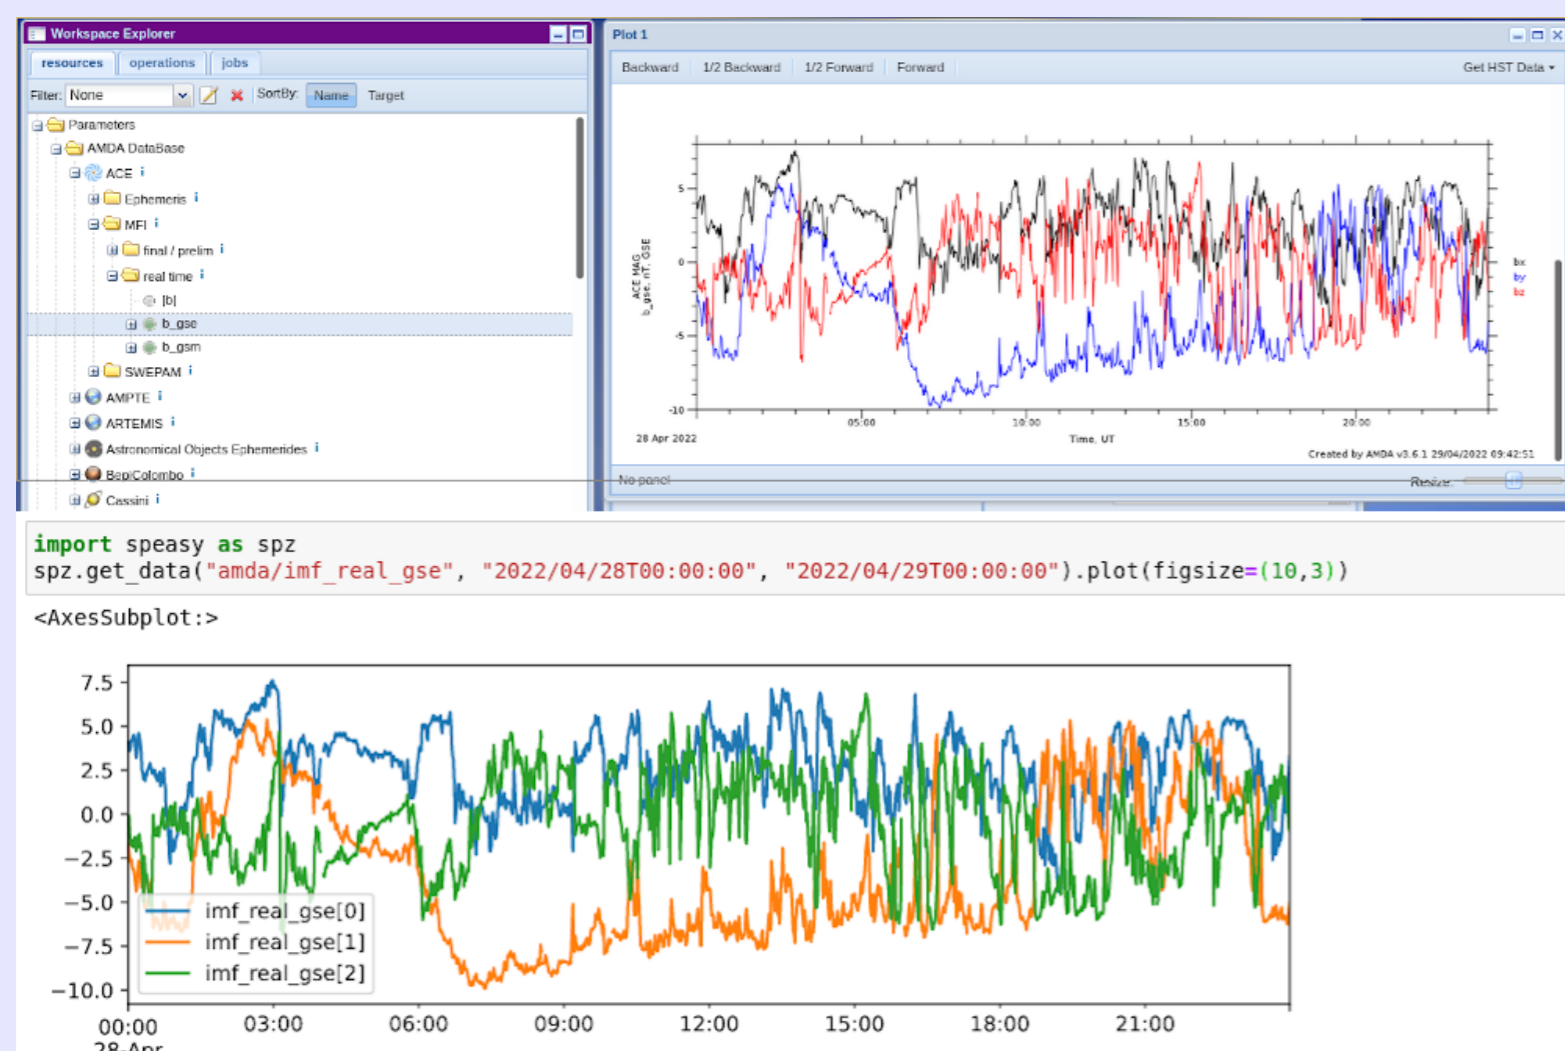 Workspace Explorer
resources operations jobs
Filter: None SortBy: Name Target
Parameters
AMDA DataBase
ACE i
Ephemeris i
MFI i
final / prelim i
real time i
|b|
b_gse
b_gsm
SWEPAM i
AMPTE i
ARTEMIS i
Astronomical Objects Ephemerides i
BepiColombo i
Cassini i
Plot 1
Backward 1/2 Backward 1/2 Forward Forward Get HST Data
ACE MAG
b_gse, nT, GSE
5
0
-5
-10
05:00 10:00 15:00 20:00
28 Apr 2022
Time, UT
bx
by
bz
Created by AMDA v3.6.1 29/04/2022 09:42:51
No panel Resize:
import speasy as spz
spz.get_data("amda/imf_real_gse", "2022/04/28T00:00:00", "2022/04/29T00:00:00").plot(figsize=(10,3))
<AxesSubplot:>
7.5
5.0
2.5
0.0
−2.5
−5.0
−7.5
−10.0
imf_real_gse[0]
imf_real_gse[1]
imf_real_gse[2]
00:00 03:00 06:00 09:00 12:00 15:00 18:00 21:00
28-Apr